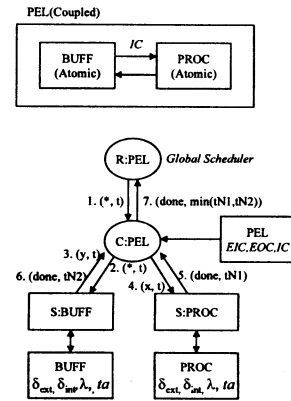 PEL(Coupled)
IC
BUFF
(Atomic)
PROC
(Atomic)
R:PEL
Global Scheduler
1. (*, t)
7. (done, min(tN1,tN2))
C:PEL
PEL
EIC,EOC,IC
3. (y, t)
2. (*, t)
6. (done, tN2)
5. (done, tN1)
4. (x, t)
S:BUFF
S:PROC
BUFF
δext, δint, λ,, ta
PROC
δext, δint, λ, ta